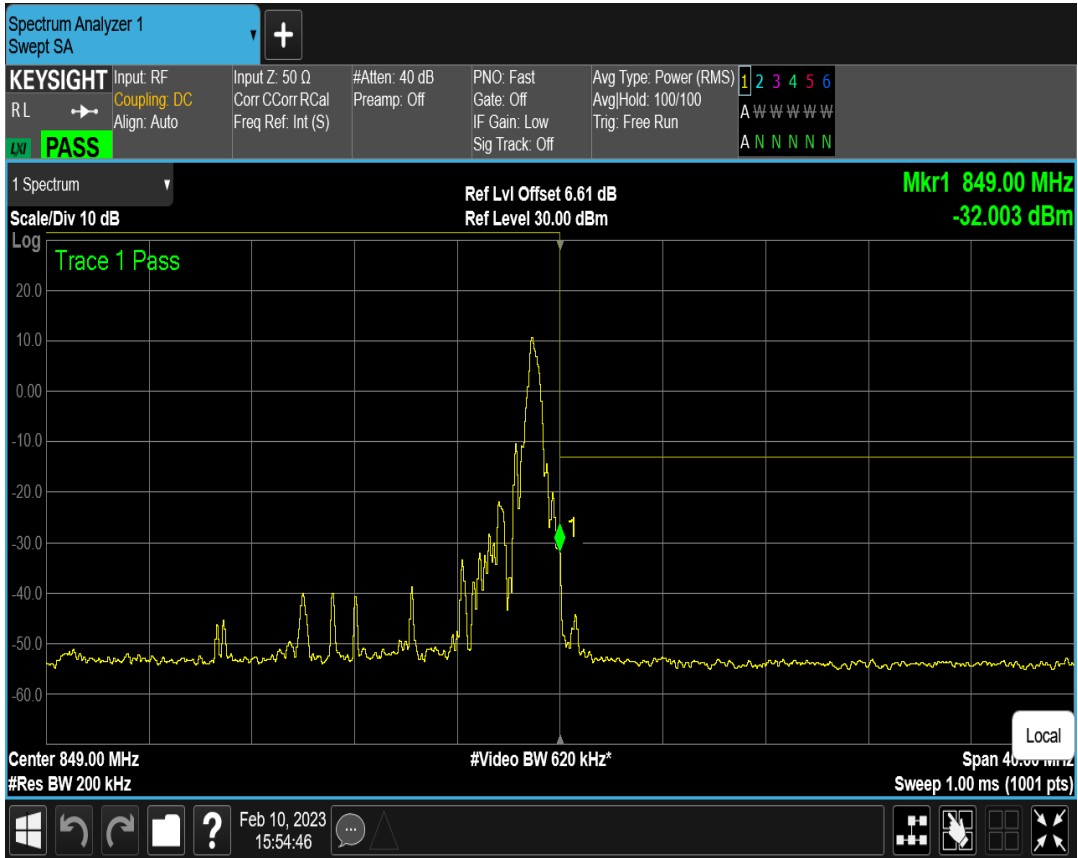 Spectrum Analyzer 1
Swept SA
+
KEYSIGHT
R L
LXI PASS
Input: RF
Coupling: DC
Align: Auto
Input Z: 50 Ω
Corr CCorr RCal
Freq Ref: Int (S)
#Atten: 40 dB
Preamp: Off
PNO: Fast
Gate: Off
IF Gain: Low
Sig Track: Off
Avg Type: Power (RMS)
Avg|Hold: 100/100
Trig: Free Run
1 2 3 4 5 6
A W W W W W
A N N N N N
1 Spectrum
Scale/Div 10 dB
Ref Lvl Offset 6.61 dB
Ref Level 30.00 dBm
Mkr1 849.00 MHz
-32.003 dBm
Log
Trace 1 Pass
20.0
10.0
0.00
-10.0
-20.0
1
-30.0
-40.0
-50.0
-60.0
Local
Center 849.00 MHz
#Res BW 200 kHz
#Video BW 620 kHz*
Span 40.00 MHz
Sweep 1.00 ms (1001 pts)
?
Feb 10, 2023
15:54:46